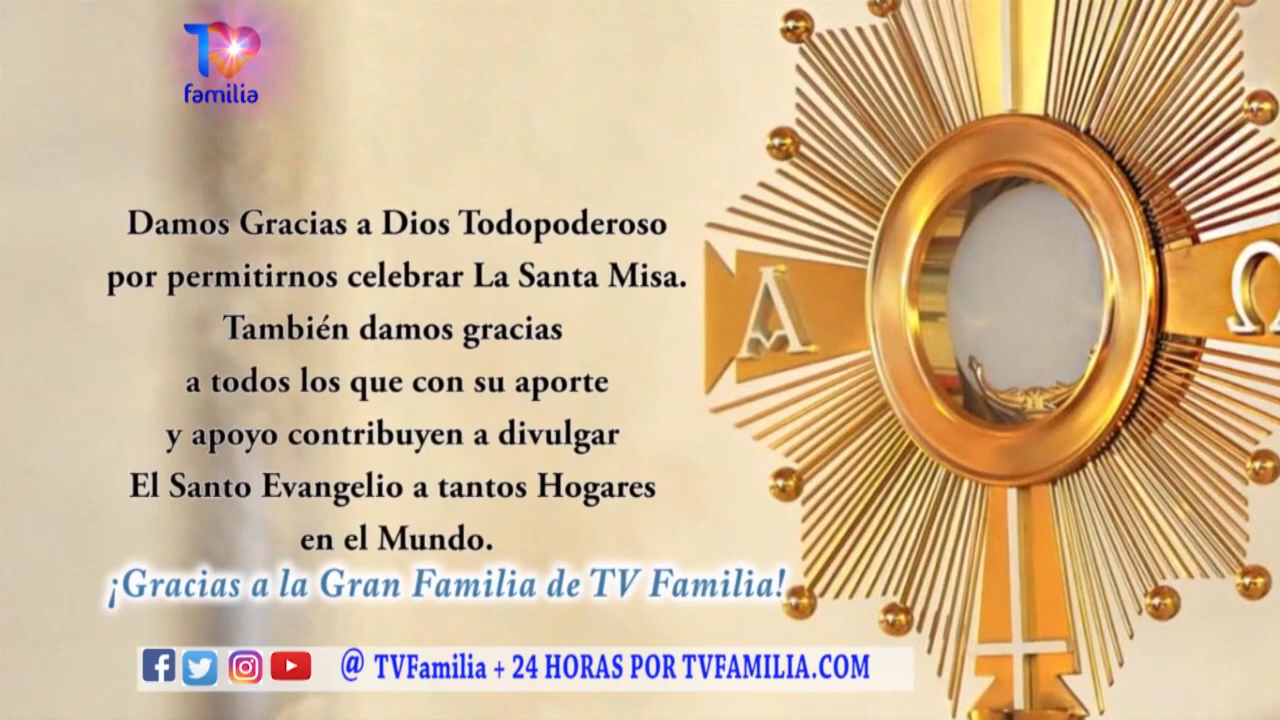 TV
familia
Damos Gracias a Dios Todopoderoso
por permitirnos celebrar La Santa Misa.
También damos gracias
a todos los que con su aporte
y apoyo contribuyen a divulgar
El Santo Evangelio a tantos Hogares
en el Mundo.
¡Gracias a la Gran Familia de TV Familia!
@ TVFamilia + 24 HORAS POR TVFAMILIA.COM
A Ω